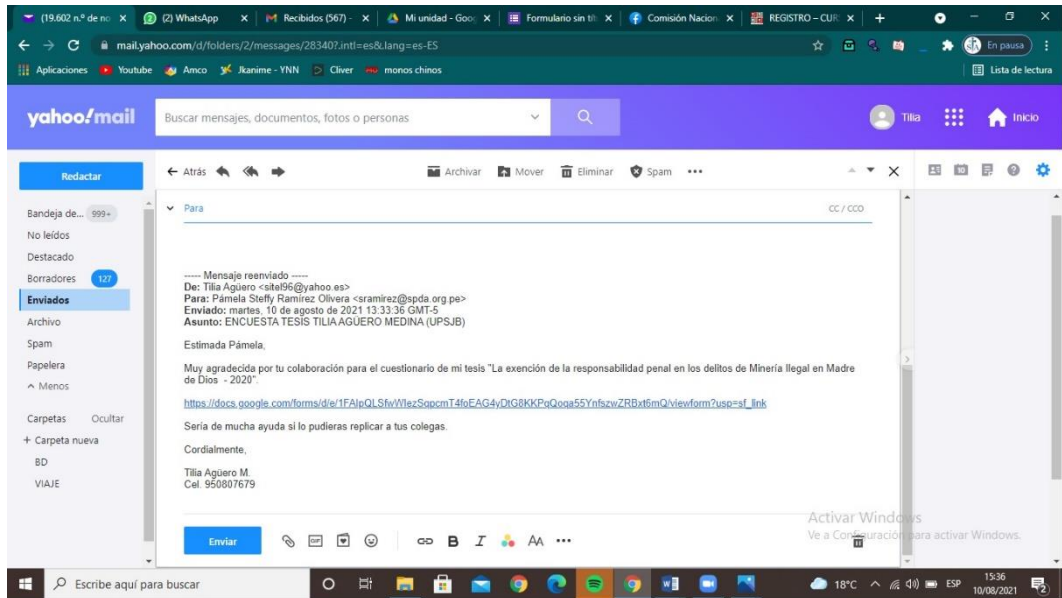 (19.602 n.º de no
(2) WhatsApp
Recibidos (567) -
Mi unidad - Goog
Formulario sin tít
Comisión Nacion
REGISTRO – CUR
mail.yahoo.com/d/folders/2/messages/28340?.intl=es&.lang=es-ES
En pausa
Aplicaciones Youtube Amco Jkanime - YNN Cliver monos chinos Lista de lectura
yahoo!mail
Buscar mensajes, documentos, fotos o personas
Tilia
Inicio
Redactar
Atrás
Archivar Mover Eliminar Spam
Bandeja de... 999+
No leídos
Destacado
Borradores 127
Enviados
Archivo
Spam
Papelera
Menos
Carpetas Ocultar
+ Carpeta nueva
BD
VIAJE
Para CC / CCO
----- Mensaje reenviado -----
De: Tilia Agüero <sitel96@yahoo.es>
Para: Pámela Steffy Ramírez Olivera <sramirez@spda.org.pe>
Enviado: martes, 10 de agosto de 2021 13:33:36 GMT-5
Asunto: ENCUESTA TESIS TILIA AGÜERO MEDINA (UPSJB)
Estimada Pámela,
Muy agradecida por tu colaboración para el cuestionario de mi tesis "La exención de la responsabilidad penal en los delitos de Minería Ilegal en Madre
de Dios - 2020".
https://docs.google.com/forms/d/e/1FAIpQLSfwWIezSqpcmT4foEAG4yDtG8KKPqQoqa55YnfszwZRBxt6mQ/viewform?usp=sf_link
Sería de mucha ayuda si lo pudieras replicar a tus colegas.
Cordialmente,
Tilia Agüero M.
Cel. 950807679
Activar Windows
Ve a Configuración para activar Windows.
Enviar
GIF
B I AA
Escribe aquí para buscar
18°C
ESP
15:36
10/08/2021